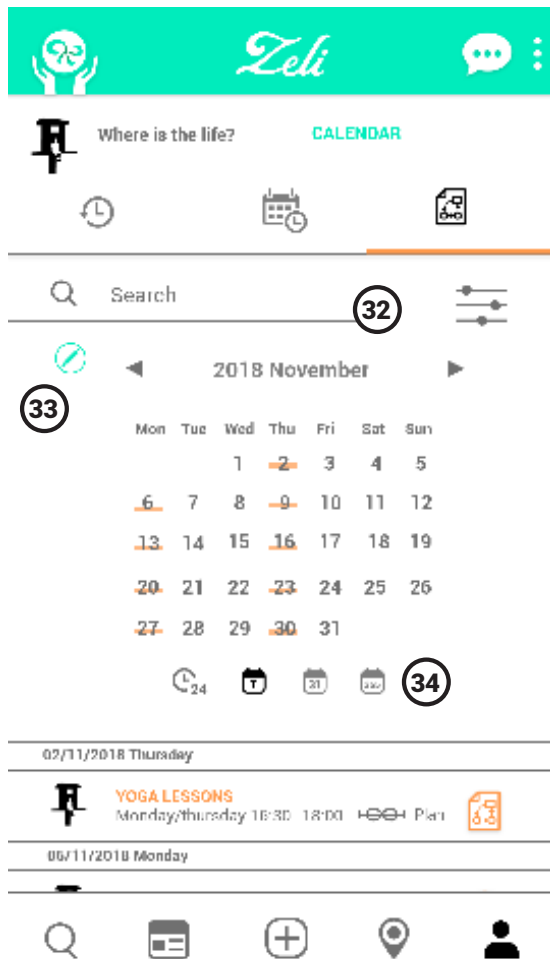 Zeli
Where is the life? CALENDAR
Search
32
33
2018 November
Mon Tue Wed Thu Fri Sat Sun
1 2 3 4 5
6 7 8 9 10 11 12
13 14 15 16 17 18 19
20 21 22 23 24 25 26
27 28 29 30 31
24 T 31 34
02/11/2018 Thursday
YOGA LESSONS
Monday/thursday 16:30 18:00 Plan
06/11/2018 Monday